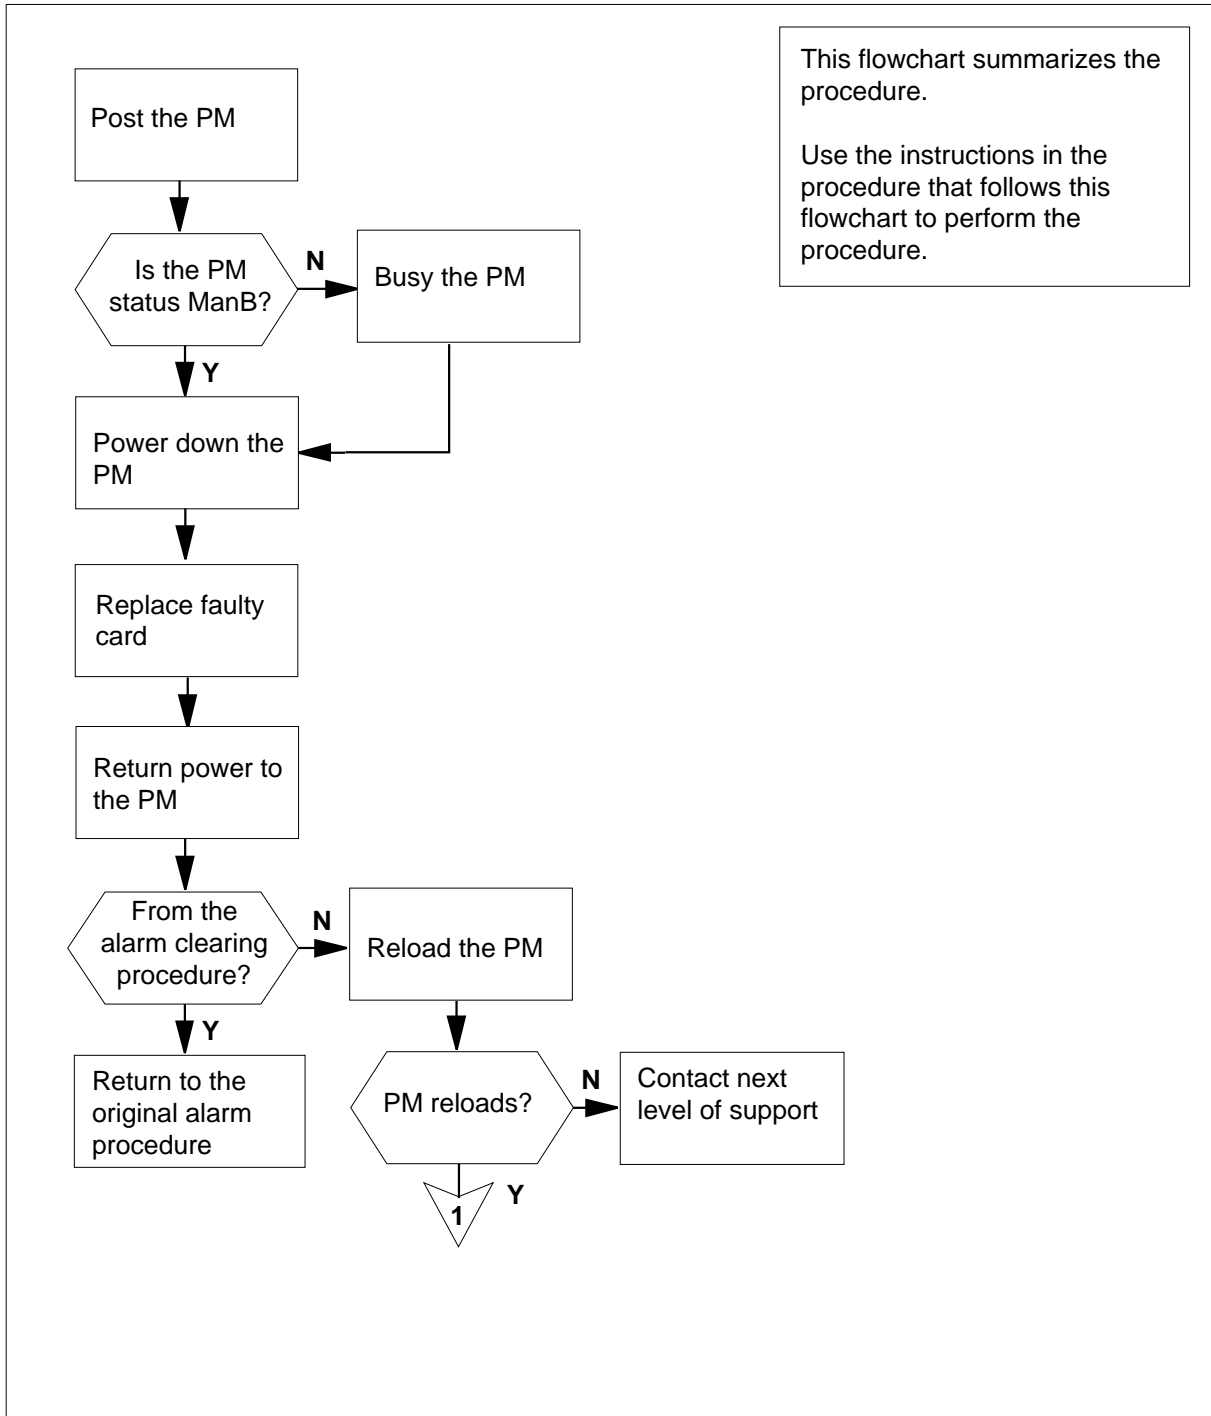 This flowchart summarizes the
procedure.
Use the instructions in the
procedure that follows this
flowchart to perform the
procedure.
Post the PM
Is the PM
status ManB?
N
Busy the PM
Y
Power down the
PM
Replace faulty
card
Return power to
the PM
From the
alarm clearing
procedure?
N
Reload the PM
Y
Return to the
original alarm
procedure
PM reloads?
N
Contact next
level of support
Y
1